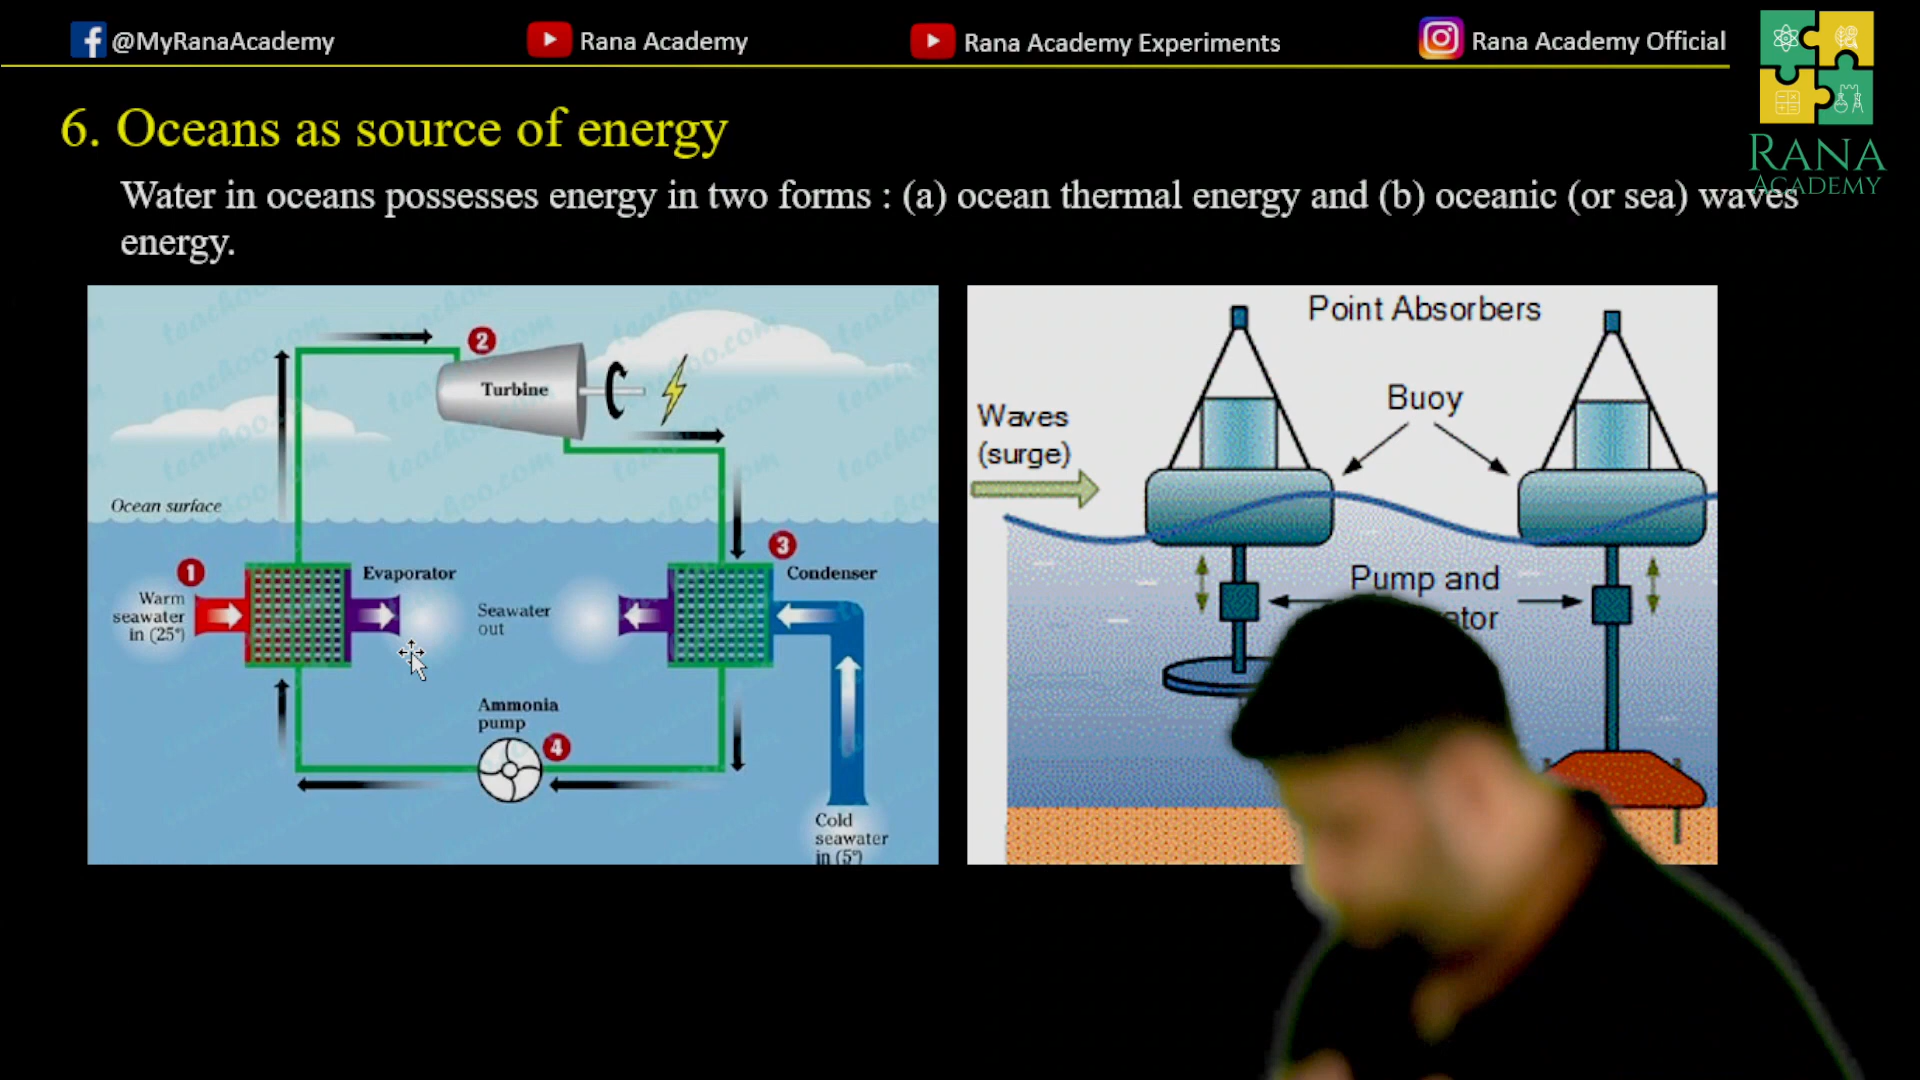 @MyRanaAcademy
Rana Academy
Rana Academy Experiments
Rana Academy Official
RANA
ACADEMY
6. Oceans as source of energy
Water in oceans possesses energy in two forms : (a) ocean thermal energy and (b) oceanic (or sea) waves
energy.
2
Turbine
Ocean surface
1
Warm
seawater
in (25°)
Evaporator
Seawater
out
3
Condenser
Ammonia
pump
4
Cold
seawater
in (5°)
teachoo.com
Point Absorbers
Waves
(surge)
Buoy
Pump and